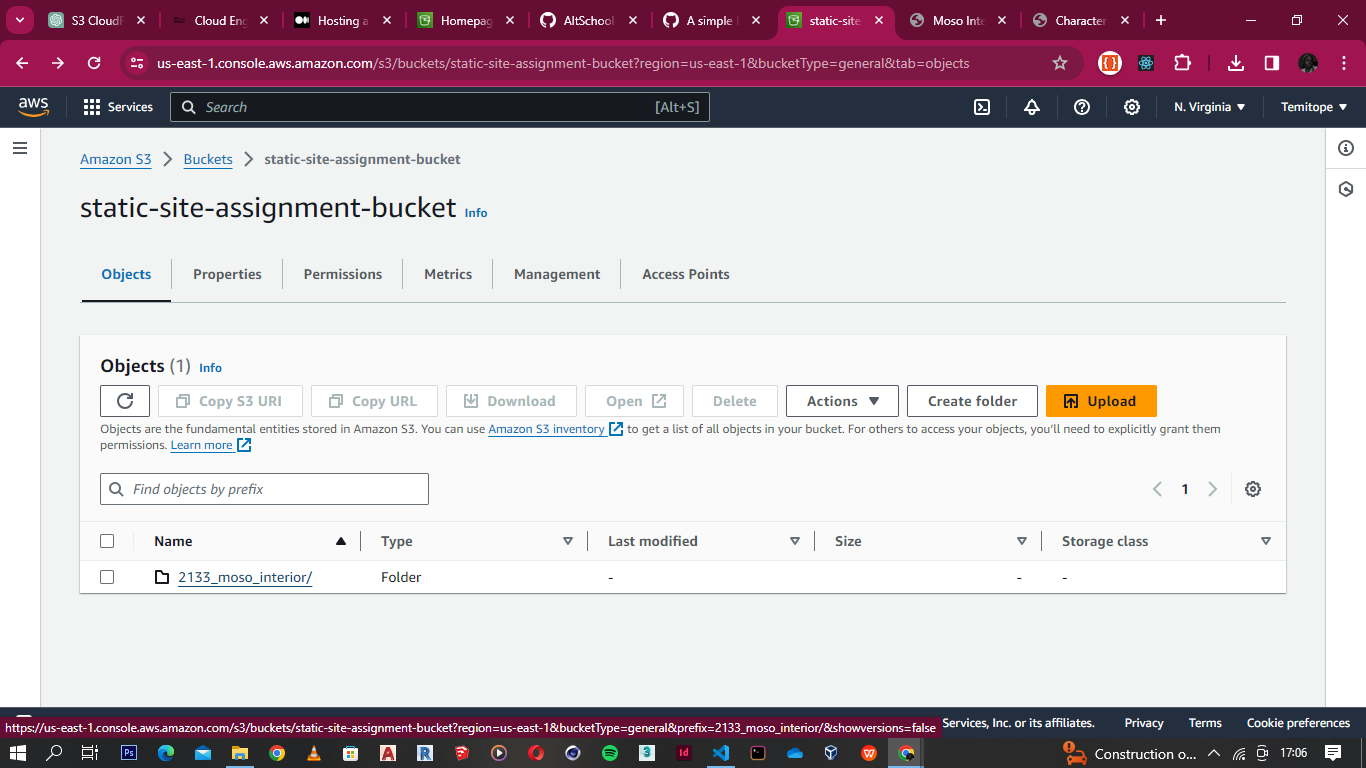 S3 CloudF
Cloud Eng
Hosting a
Homepag
AltSchool
A simple
static-site
Moso Inte
Character
us-east-1.console.aws.amazon.com/s3/buckets/static-site-assignment-bucket?region=us-east-1&bucketType=general&tab=objects
aws
Services
Search
[Alt+S]
N. Virginia
Temitope
Amazon S3
Buckets
static-site-assignment-bucket
static-site-assignment-bucket Info
Objects
Properties
Permissions
Metrics
Management
Access Points
Objects (1) Info
Copy S3 URI
Copy URL
Download
Open
Delete
Actions
Create folder
Upload
Objects are the fundamental entities stored in Amazon S3. You can use Amazon S3 inventory to get a list of all objects in your bucket. For others to access your objects, you'll need to explicitly grant them
permissions. Learn more
Find objects by prefix
1
Name
Type
Last modified
Size
Storage class
2133_moso_interior/
Folder
-
-
-
https://us-east-1.console.aws.amazon.com/s3/buckets/static-site-assignment-bucket?region=us-east-1&bucketType=general&prefix=2133_moso_interior/&showversions=false
Services, Inc. or its affiliates.
Privacy
Terms
Cookie preferences
Ps
A
R
3
Id
Construction o...
17:06